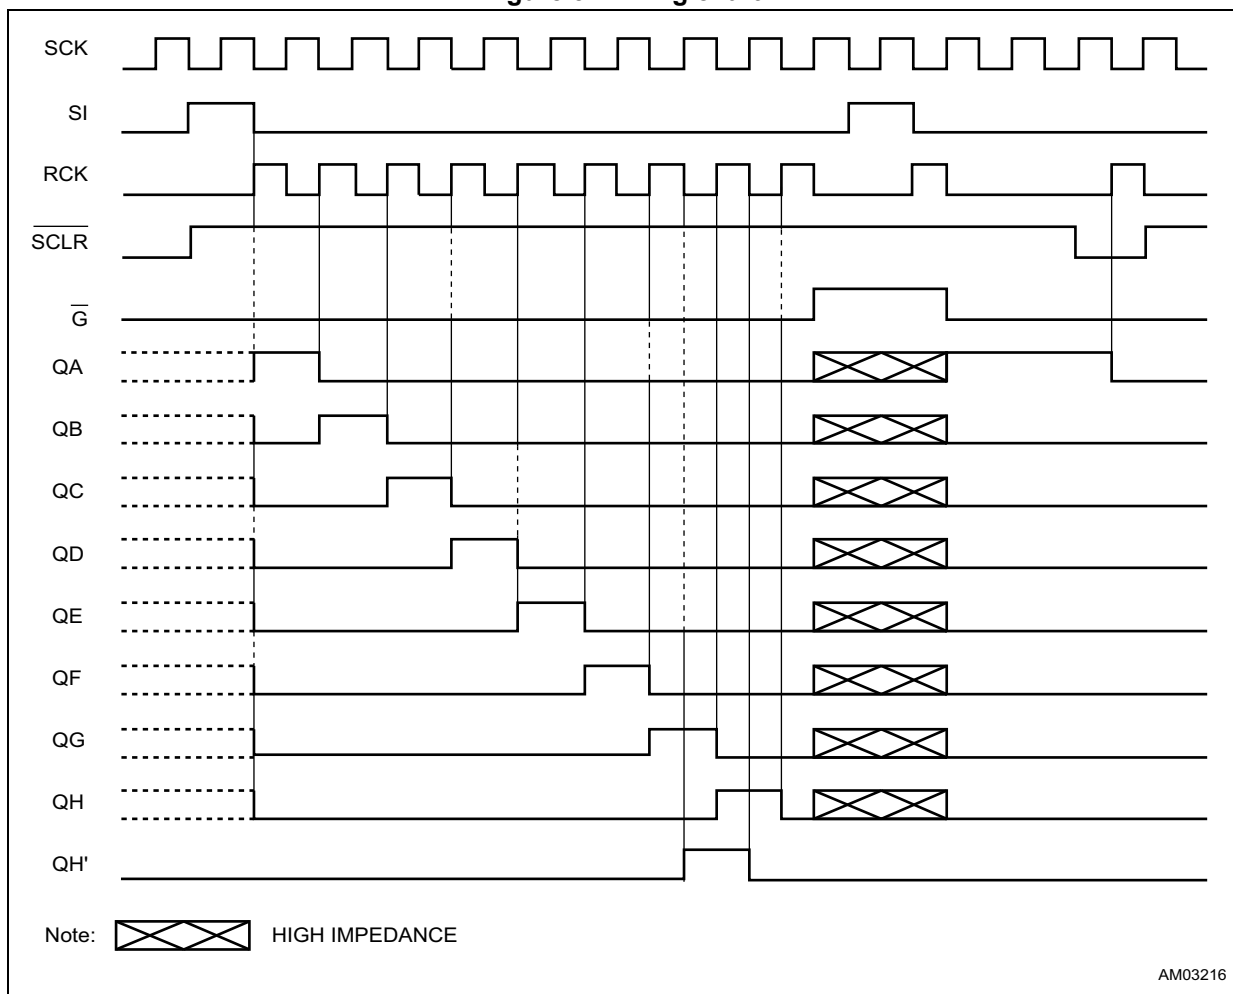 SCK
SI
RCK
SCLR
G
QA
QB
QC
QD
QE
QF
QG
QH
QH'
Note: HIGH IMPEDANCE
AM03216